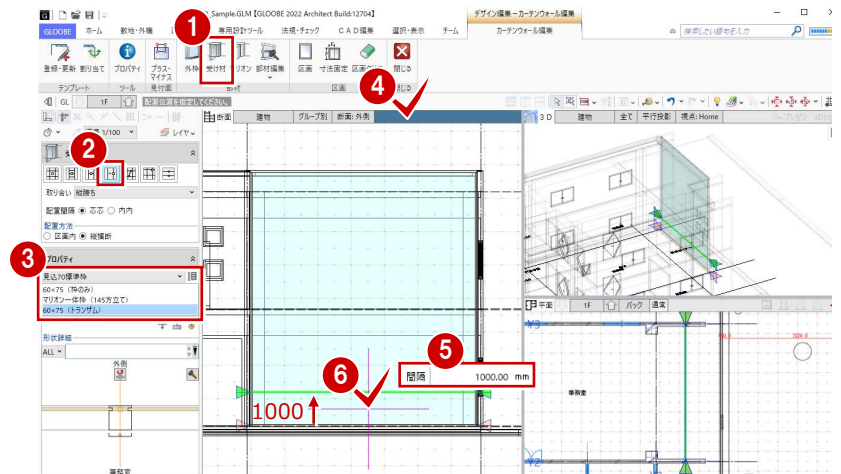 _Sample.GLM【GLOOBE 2022 Architect Build:12704】
デザイン編集 – カーテンウォール編集
GLOOBE ホーム 敷地・外構 専用設計ツール 法規・チェック CAD編集 選択・表示 チーム カーテンウォール編集 検索したい語句を入力
登録・更新 割り当て プロパティ プラス・マイナス 外枠 受け材 マリオン 部材編集 区画 寸法固定 閉じる
テンプレート ツール 見付面 部材 区画 閉じる
1
4
GL 1F 配置位置を指定してください。
1/100 レイヤ
断面 建物 グループ別 断面: 外側
3D 建物 全て 平行投影 視点: Home
2
取り合い 縦勝ち
配置間隔 芯芯 内内
配置方法
区画内 縦横断
3
プロパティ
見込70標準枠
60×75（枠のみ）
マリオン一体枠（145方立て）
60×75（トランザム）
形状詳細
ALL
外側
事務室
5
間隔 1000.00 mm
6
1000
平面 1F パック 通常
Y3
7220.0
事務室
Y2